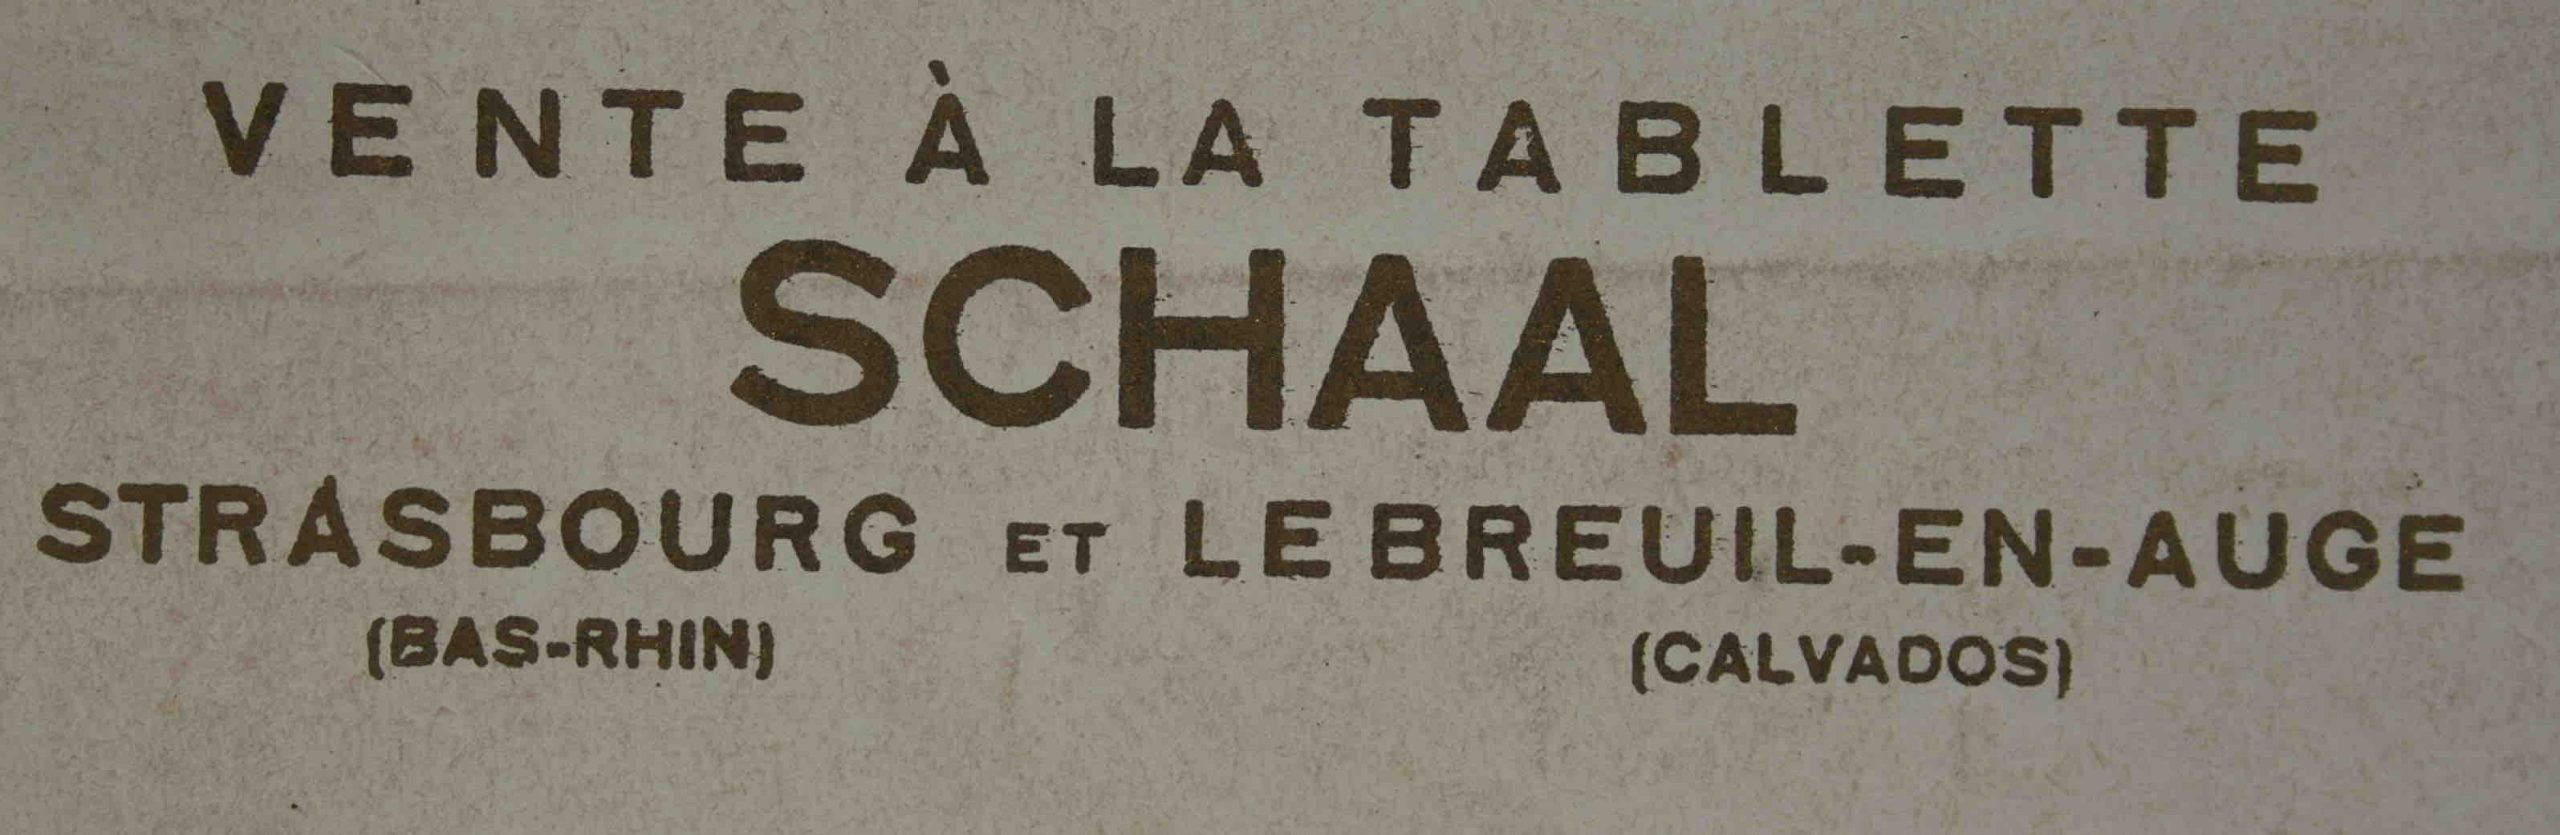 VENTE À LA TABLETTE
SCHAAL
STRASBOURG ET LE BREUIL-EN-AUGE
(BAS-RHIN) (CALVADOS)